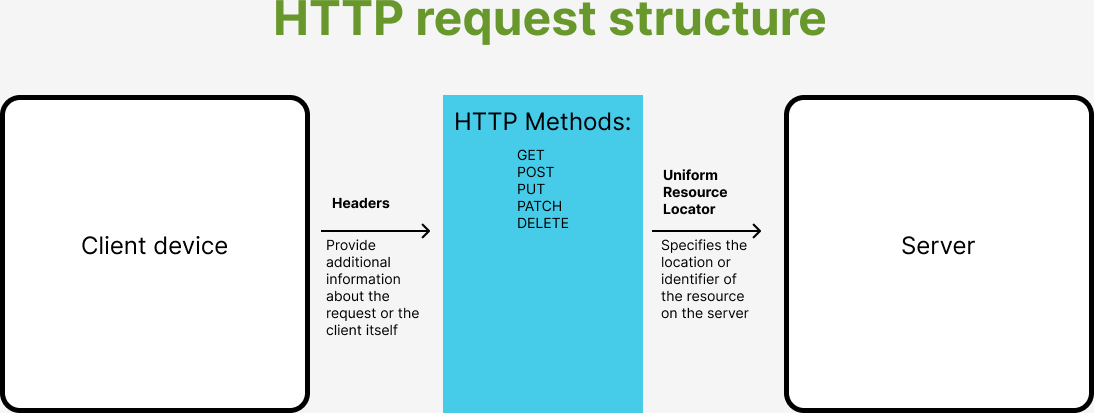 HTTP request structure
Client device
Headers
Provide
additional
information
about the
request or the
client itself
HTTP Methods:
GET
POST
PUT
PATCH
DELETE
Uniform
Resource
Locator
Specifies the
location or
identifier of
the resource
on the server
Server